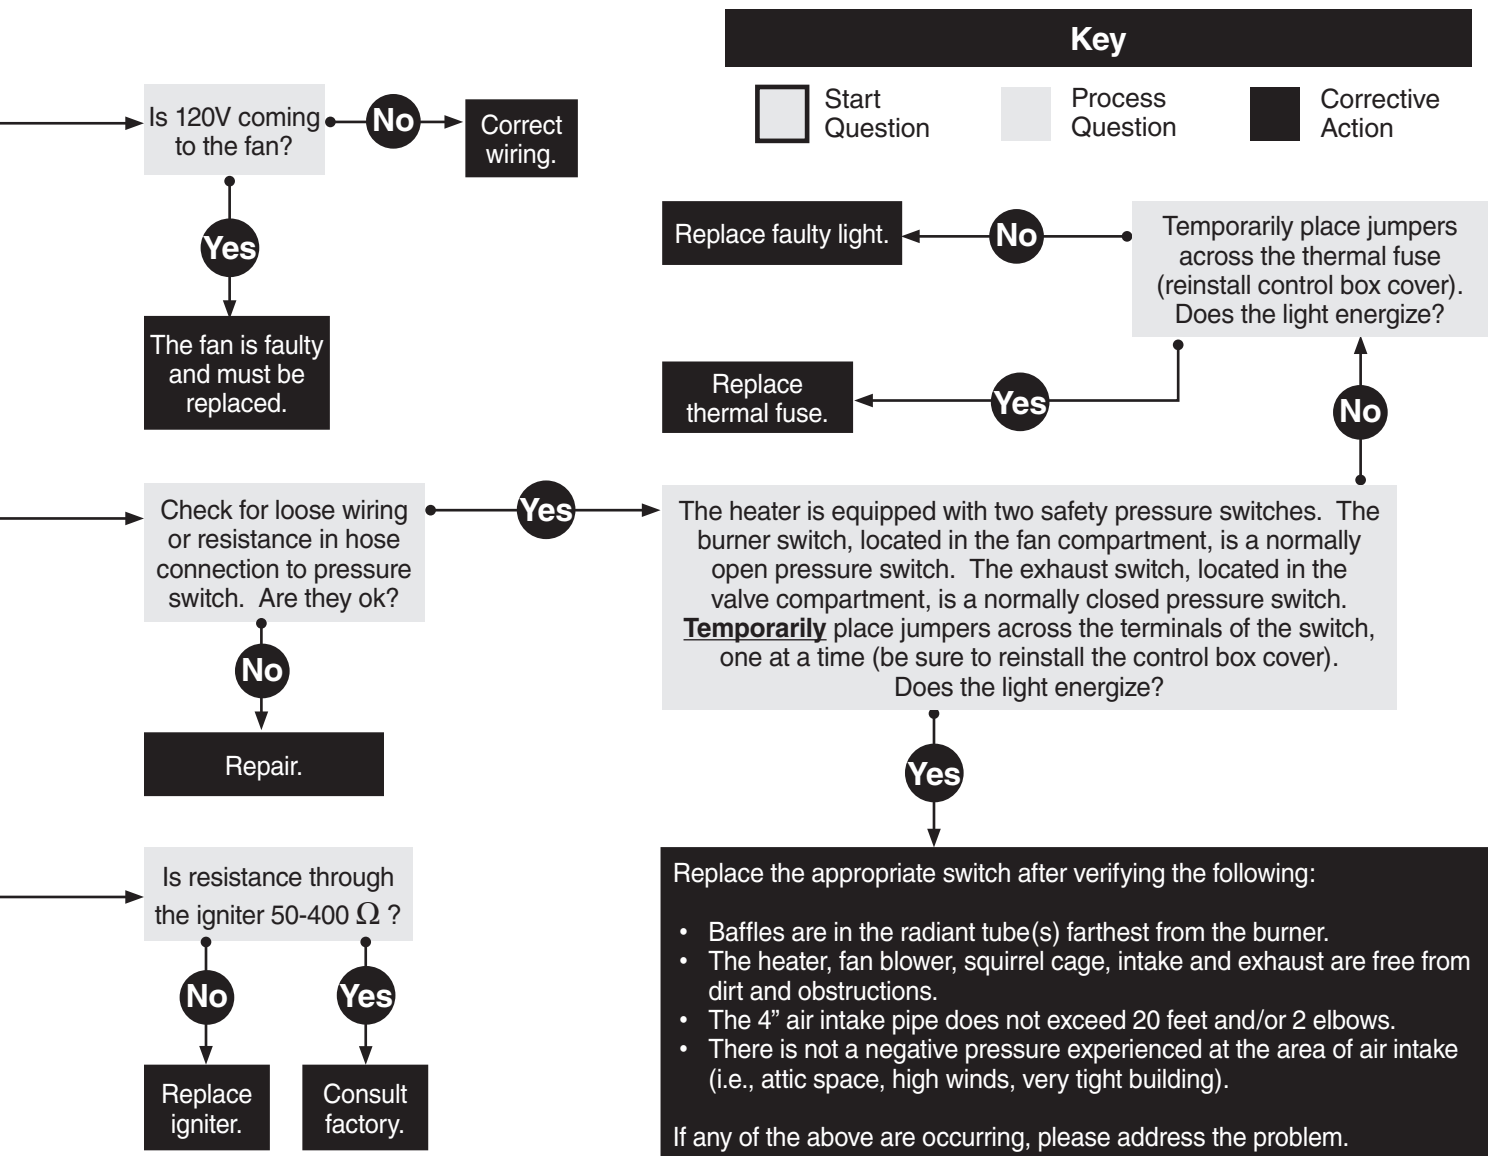 Key
Start
Question
Process
Question
Corrective
Action
Is 120V coming
to the fan?
No
Correct
wiring.
Yes
The fan is faulty
and must be
replaced.
Replace faulty light.
No
Temporarily place jumpers
across the thermal fuse
(reinstall control box cover).
Does the light energize?
Replace
thermal fuse.
Yes
No
Check for loose wiring
or resistance in hose
connection to pressure
switch.  Are they ok?
Yes
No
Repair.
The heater is equipped with two safety pressure switches.  The
burner switch, located in the fan compartment, is a normally
open pressure switch.  The exhaust switch, located in the
valve compartment, is a normally closed pressure switch.
Temporarily place jumpers across the terminals of the switch,
one at a time (be sure to reinstall the control box cover).
Does the light energize?
Yes
Is resistance through
the igniter 50-400 Ω ?
No
Yes
Replace
igniter.
Consult
factory.
Replace the appropriate switch after verifying the following:
• Baffles are in the radiant tube(s) farthest from the burner.
• The heater, fan blower, squirrel cage, intake and exhaust are free from
dirt and obstructions.
• The 4” air intake pipe does not exceed 20 feet and/or 2 elbows.
• There is not a negative pressure experienced at the area of air intake
(i.e., attic space, high winds, very tight building).
If any of the above are occurring, please address the problem.